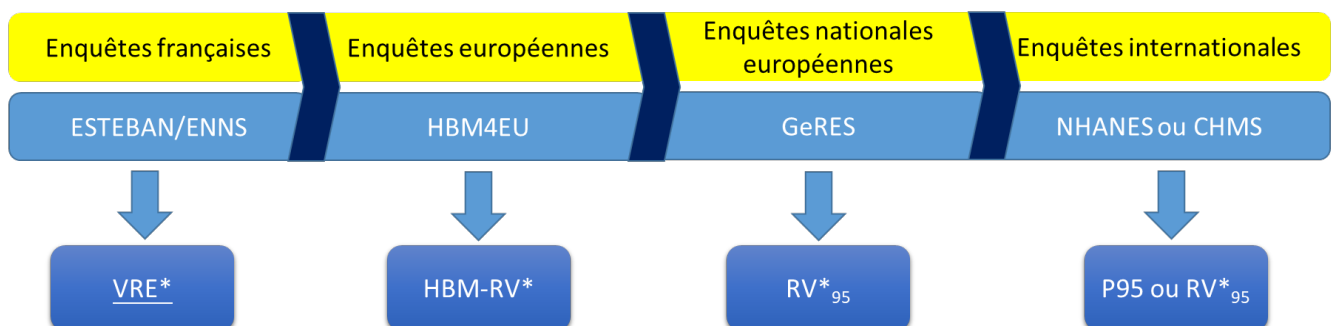 Enquêtes françaises
Enquêtes européennes
Enquêtes nationales
européennes
Enquêtes internationales
ESTEBAN/ENNS
HBM4EU
GeRES
NHANES ou CHMS
VRE*
HBM-RV*
RV*95
P95 ou RV*95